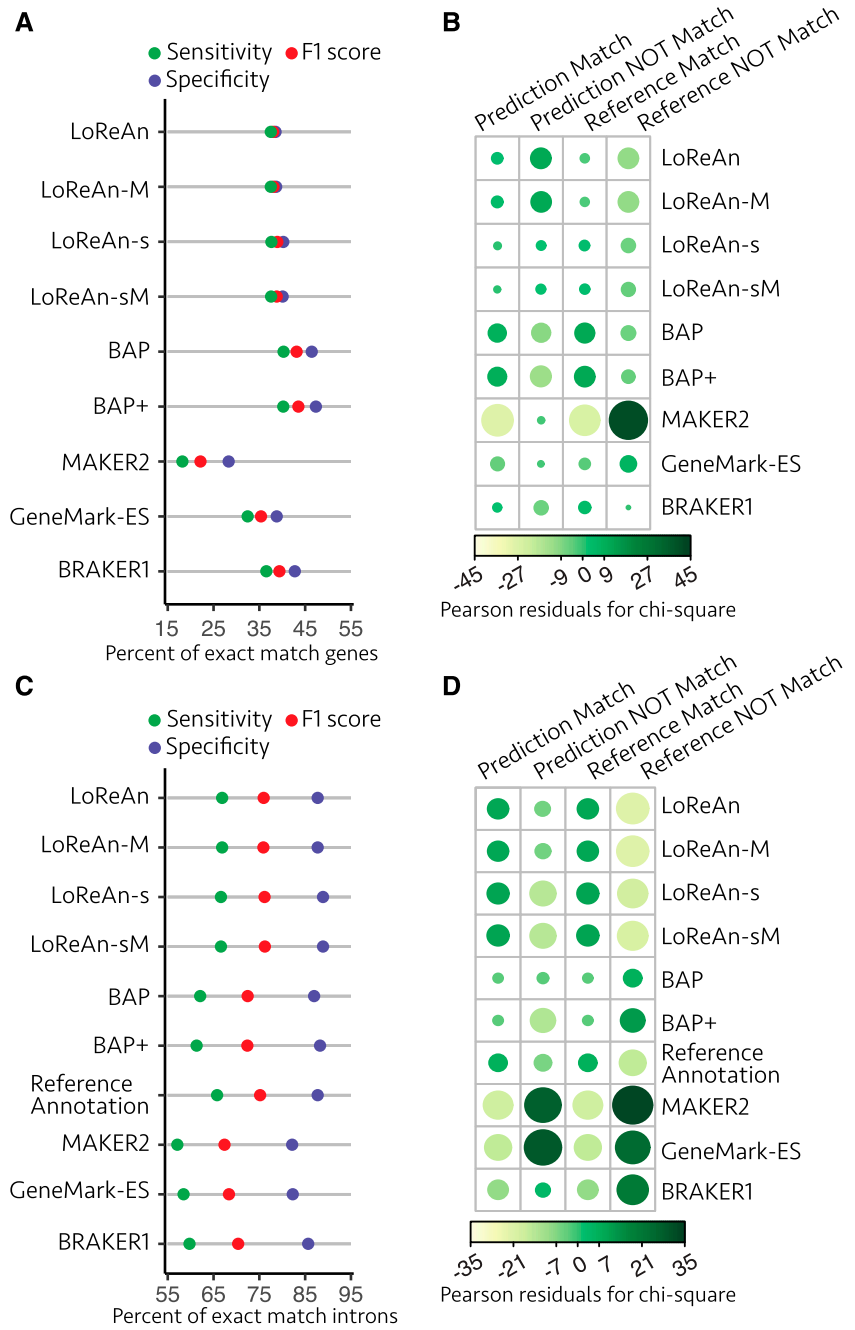 A
Sensitivity F1 score
Specificity
LoReAn
LoReAn-M
LoReAn-s
LoReAn-sM
BAP
BAP+
MAKER2
GeneMark-ES
BRAKER1
15 25 35 45 55
Percent of exact match genes
B
Prediction Match
Prediction NOT Match
Reference Match
Reference NOT Match
LoReAn
LoReAn-M
LoReAn-s
LoReAn-sM
BAP
BAP+
MAKER2
GeneMark-ES
BRAKER1
-45 -27 -9 0 9 27 45
Pearson residuals for chi-square
C
Sensitivity F1 score
Specificity
LoReAn
LoReAn-M
LoReAn-s
LoReAn-sM
BAP
BAP+
Reference
Annotation
MAKER2
GeneMark-ES
BRAKER1
55 65 75 85 95
Percent of exact match introns
D
Prediction Match
Prediction NOT Match
Reference Match
Reference NOT Match
LoReAn
LoReAn-M
LoReAn-s
LoReAn-sM
BAP
BAP+
Reference
Annotation
MAKER2
GeneMark-ES
BRAKER1
-35 -21 -7 0 7 21 35
Pearson residuals for chi-square